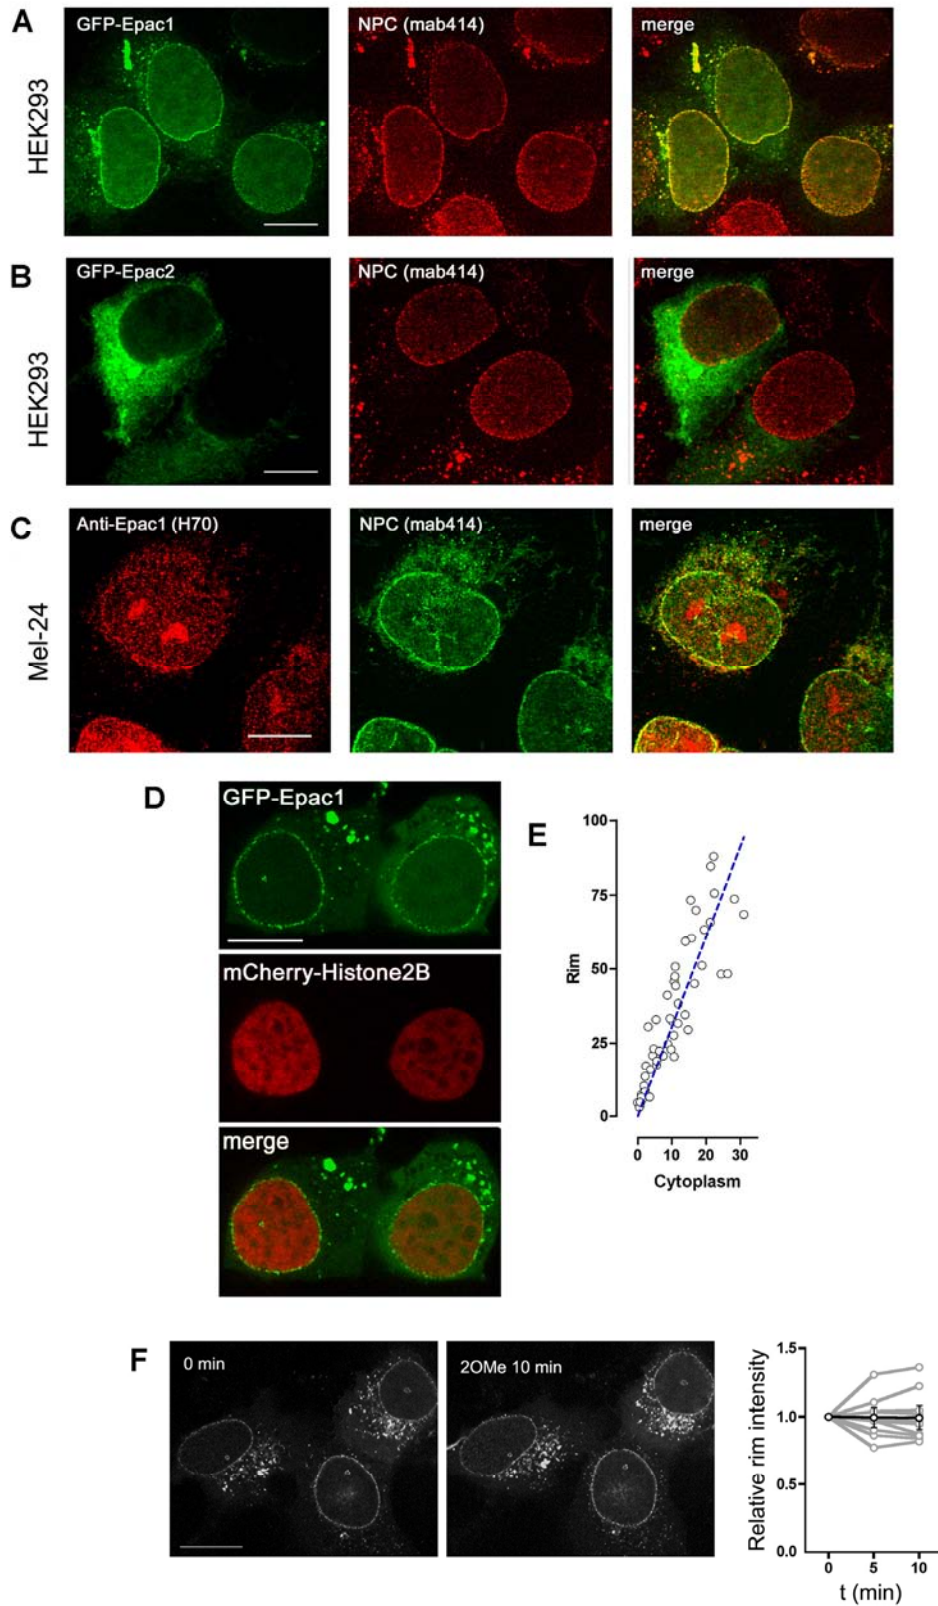 A
GFP-Epac1
NPC (mab414)
merge
HEK293
B
GFP-Epac2
NPC (mab414)
merge
HEK293
C
Anti-Epac1 (H70)
NPC (mab414)
merge
Mel-24
D
GFP-Epac1
mCherry-Histone2B
merge
E
100
75
50
25
0
Rim
0 10 20 30
Cytoplasm
F
0 min
2OMe 10 min
1.5
1.0
0.5
0.0
Relative rim intensity
0 5 10
t (min)